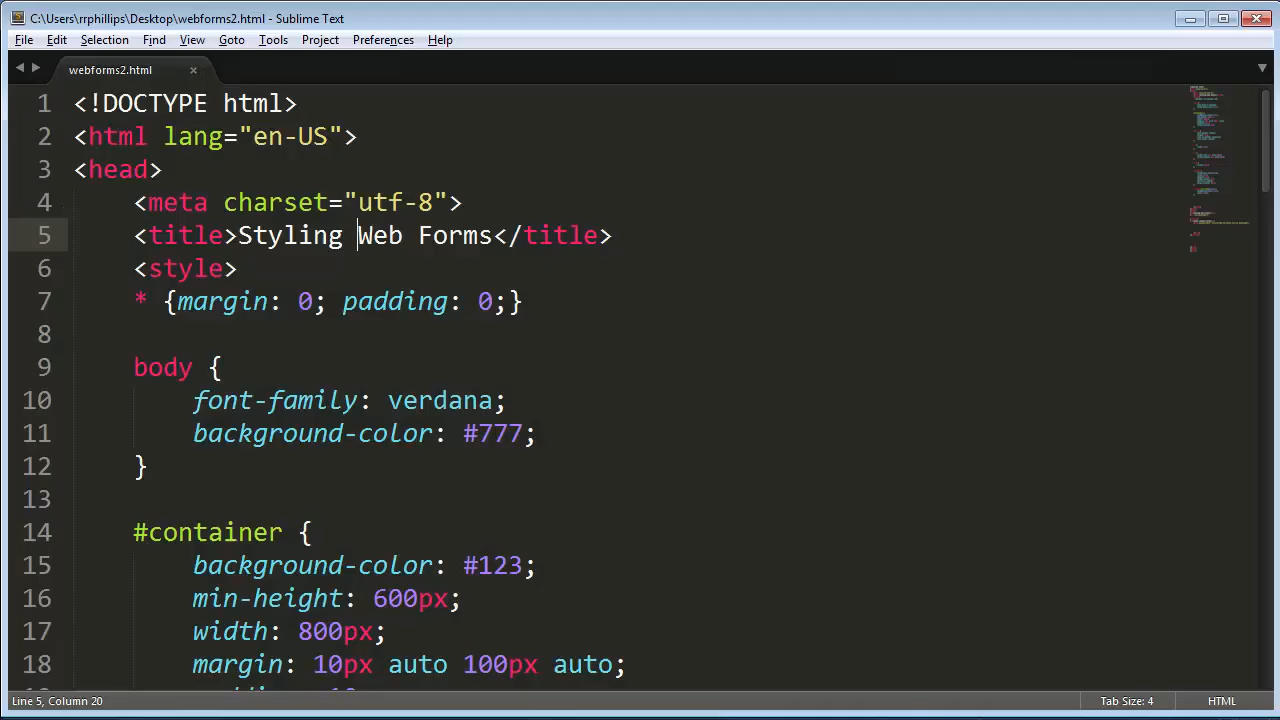 C:\Users\rrphillips\Desktop\webforms2.html - Sublime Text
File Edit Selection Find View Goto Tools Project Preferences Help
webforms2.html ×
1 <!DOCTYPE html>
2 <html lang="en-US">
3 <head>
4 <meta charset="utf-8">
5 <title>Styling Web Forms</title>
6 <style>
7 * {margin: 0; padding: 0;}
8
9 body {
10 font-family: verdana;
11 background-color: #777;
12 }
13
14 #container {
15 background-color: #123;
16 min-height: 600px;
17 width: 800px;
18 margin: 10px auto 100px auto;
Line 5, Column 20
Tab Size: 4
HTML